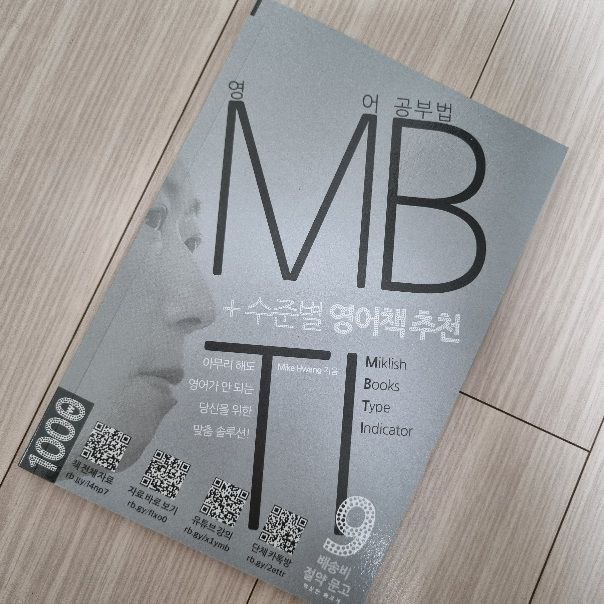 영어 공부법
MB
+ 수준별 영어책 추천
TI
아무리 해도
영어가 안 되는
당신을 위한
맞춤 솔루션!
Mike Hwang 지음
Miklish
Books
Type
Indicator
1000
책 전체 자료
rb.gy/l4np7
자료 바로 보기
rb.gy/flxo0
유튜브 강의
rb.gy/x1ymb
단체 카톡방
rb.gy/2ettr
9
배송비
절약 문고